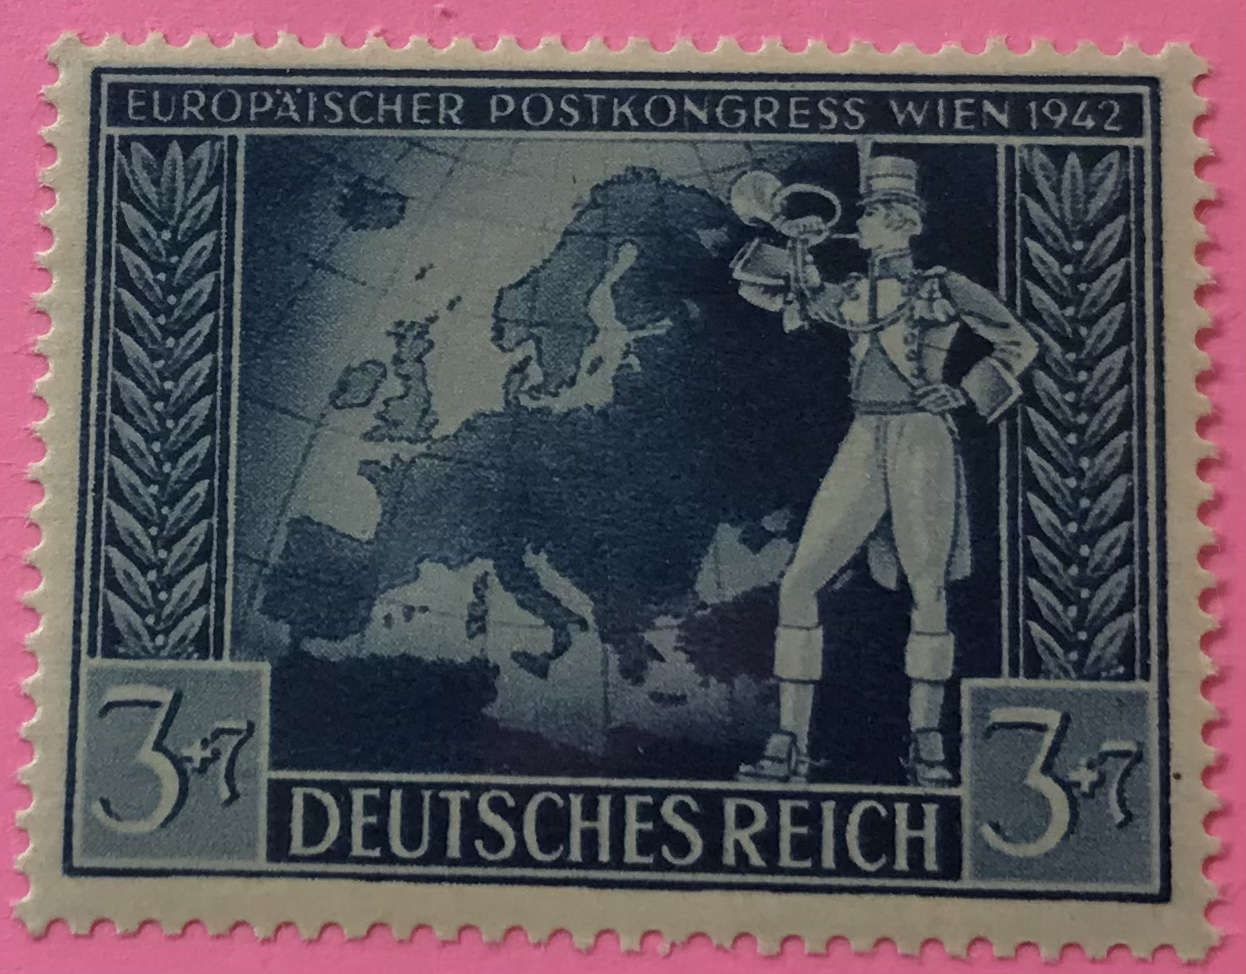 EUROPÄISCHER POSTKONGRESS WIEN 1942
3+7
3+7
DEUTSCHES REICH